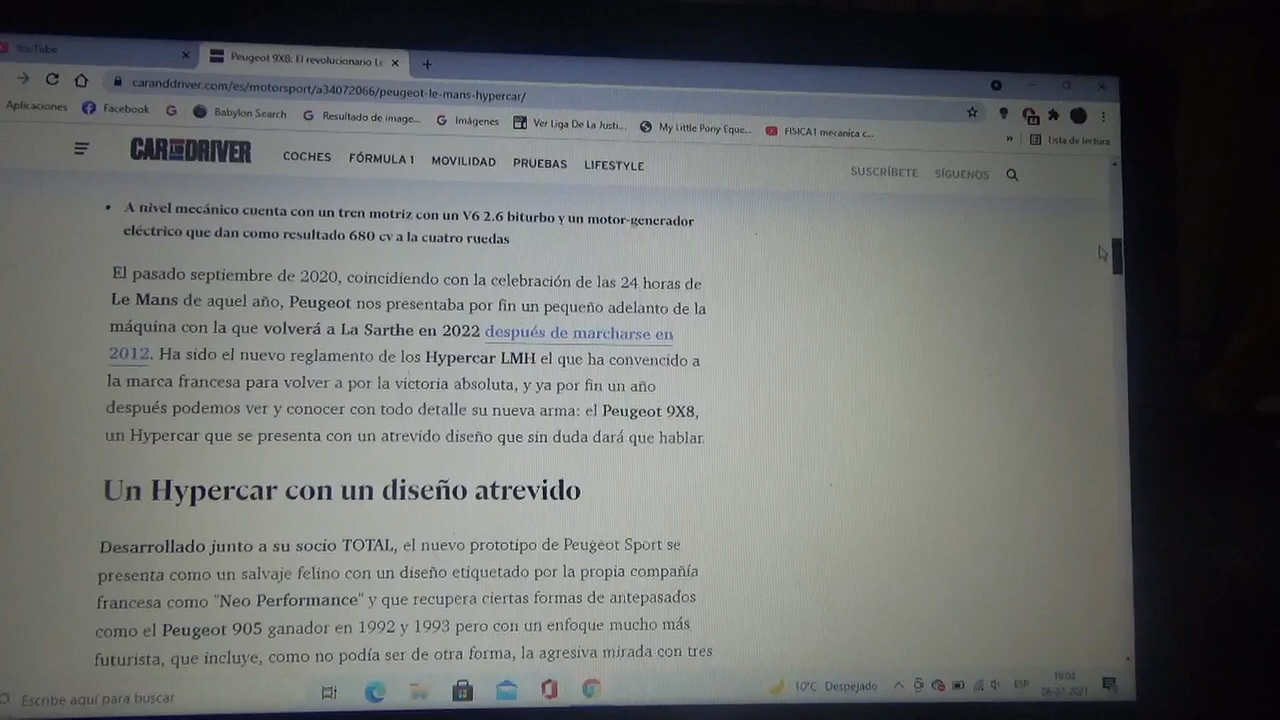 YouTube
Peugeot 9X8: El revolucionario Le
caranddriver.com/es/motorsport/a34072066/peugeot-le-mans-hypercar/
Aplicaciones Facebook Babylon Search Resultado de image... Imágenes Ver Liga De La Justi... My Little Pony Eque... FISICA1 mecanica c...
Lista de lectura
CAR DRIVER COCHES FÓRMULA 1 MOVILIDAD PRUEBAS LIFESTYLE SUSCRÍBETE SÍGUENOS
• A nivel mecánico cuenta con un tren motriz con un V6 2.6 biturbo y un motor-generador
eléctrico que dan como resultado 680 cv a la cuatro ruedas
El pasado septiembre de 2020, coincidiendo con la celebración de las 24 horas de
Le Mans de aquel año, Peugeot nos presentaba por fin un pequeño adelanto de la
máquina con la que volverá a La Sarthe en 2022 después de marcharse en
2012. Ha sido el nuevo reglamento de los Hypercar LMH el que ha convencido a
la marca francesa para volver a por la victoria absoluta, y ya por fin un año
después podemos ver y conocer con todo detalle su nueva arma: el Peugeot 9X8,
un Hypercar que se presenta con un atrevido diseño que sin duda dará que hablar.
Un Hypercar con un diseño atrevido
Desarrollado junto a su socio TOTAL, el nuevo prototipo de Peugeot Sport se
presenta como un salvaje felino con un diseño etiquetado por la propia compañía
francesa como "Neo Performance" y que recupera ciertas formas de antepasados
como el Peugeot 905 ganador en 1992 y 1993 pero con un enfoque mucho más
futurista, que incluye, como no podía ser de otra forma, la agresiva mirada con tres
Escribe aquí para buscar 10°C Despejado ESP 19:04
06-07-2021